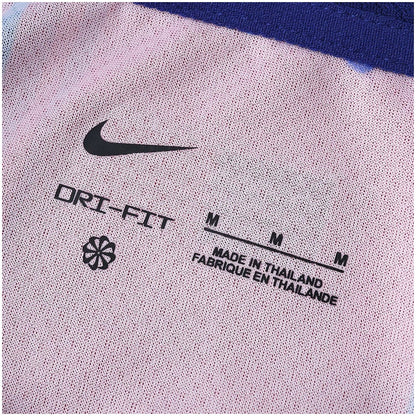 DRI-FIT
M M M
MADE IN THAILAND
FABRIQUE EN THAILANDE